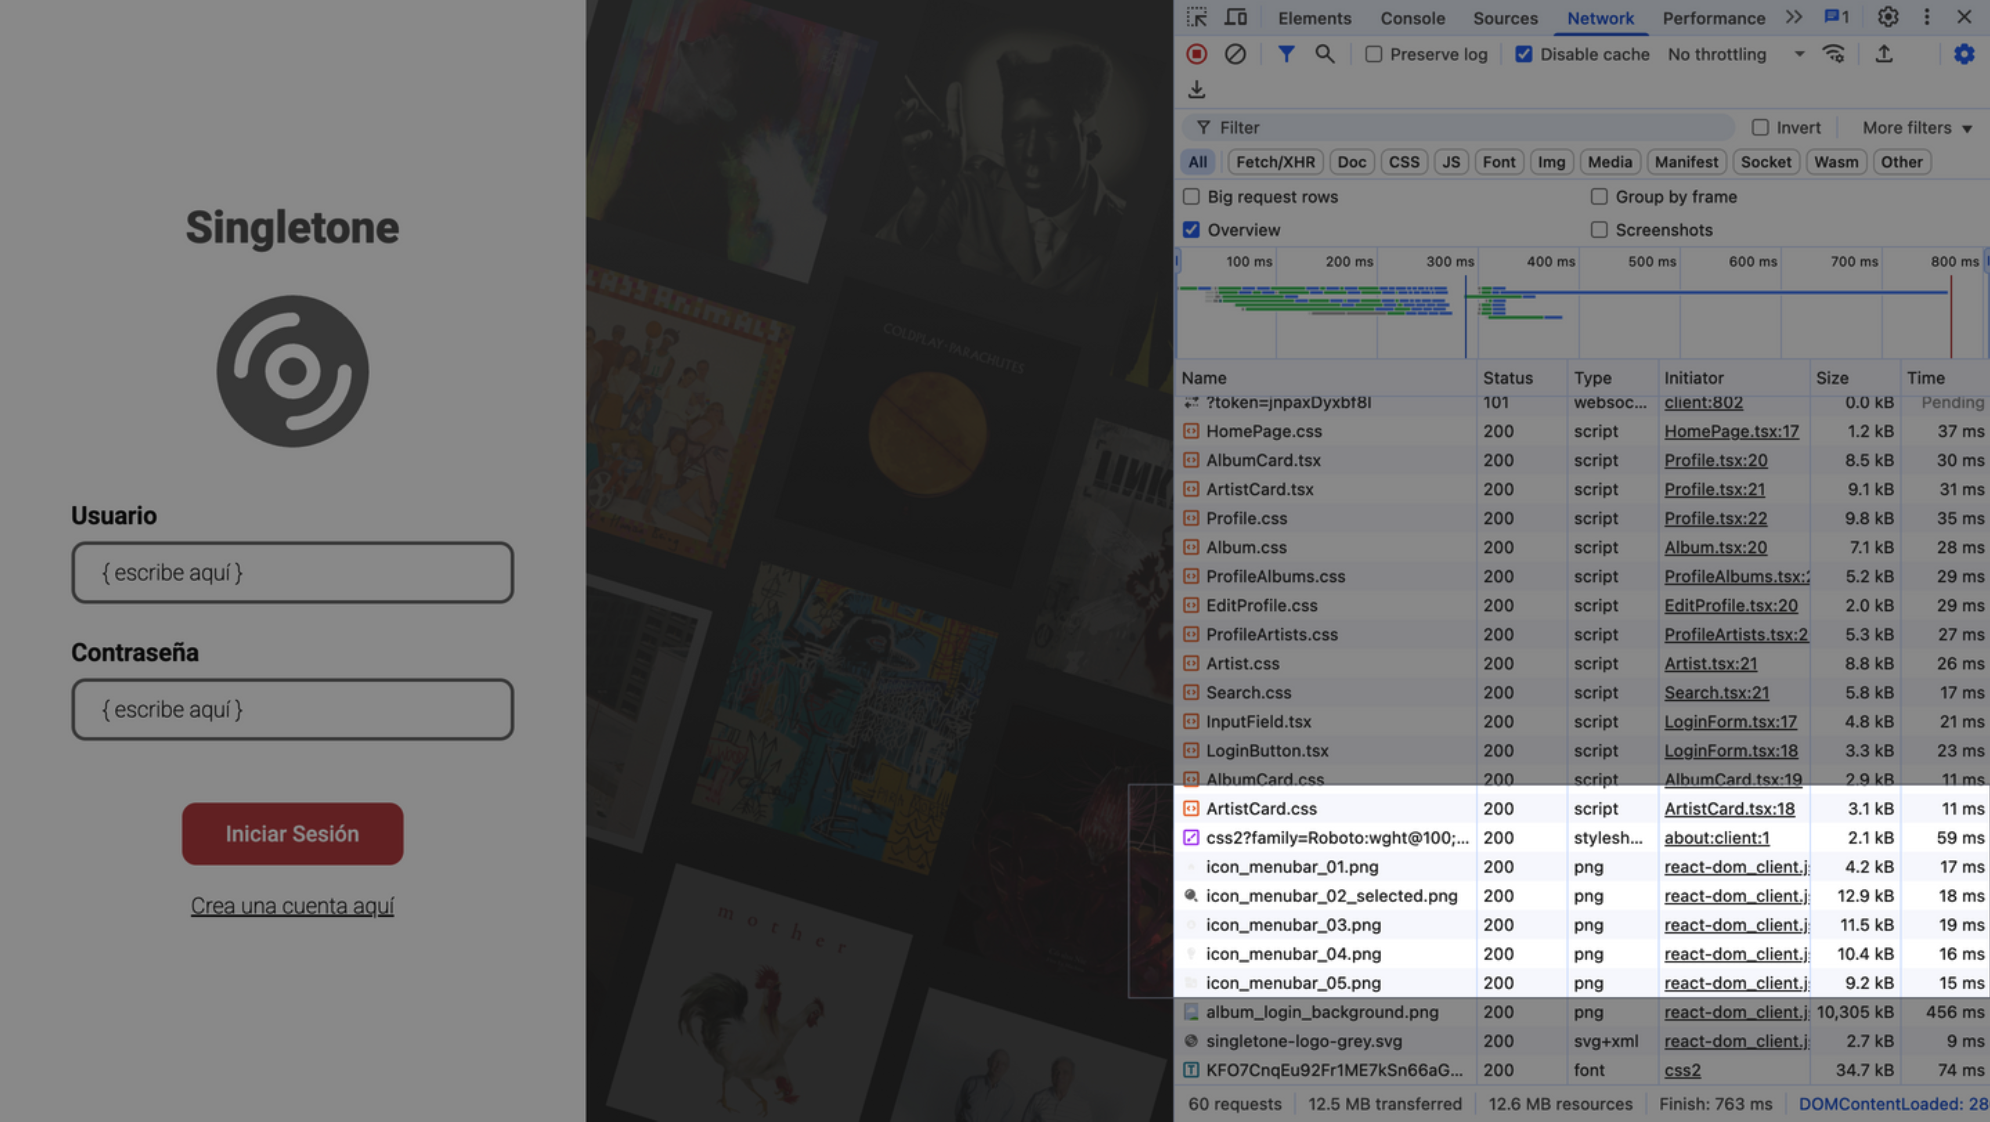 Singletone
Usuario
{ escribe aquí }
Contraseña
{ escribe aquí }
Iniciar Sesión
Crea una cuenta aquí
COLDPLAY · PARACHUTES
LINK
mother
Elements Console Sources Network Performance 1
Preserve log Disable cache No throttling
Filter Invert More filters
All Fetch/XHR Doc CSS JS Font Img Media Manifest Socket Wasm Other
Big request rows Group by frame
Overview Screenshots
100 ms 200 ms 300 ms 400 ms 500 ms 600 ms 700 ms 800 ms
Name Status Type Initiator Size Time
?token=jnpaxDyxbf8l 101 websoc... client:802 0.0 kB Pending
HomePage.css 200 script HomePage.tsx:17 1.2 kB 37 ms
AlbumCard.tsx 200 script Profile.tsx:20 8.5 kB 30 ms
ArtistCard.tsx 200 script Profile.tsx:21 9.1 kB 31 ms
Profile.css 200 script Profile.tsx:22 9.8 kB 35 ms
Album.css 200 script Album.tsx:20 7.1 kB 28 ms
ProfileAlbums.css 200 script ProfileAlbums.tsx:2 5.2 kB 29 ms
EditProfile.css 200 script EditProfile.tsx:20 2.0 kB 29 ms
ProfileArtists.css 200 script ProfileArtists.tsx:2 5.3 kB 27 ms
Artist.css 200 script Artist.tsx:21 8.8 kB 26 ms
Search.css 200 script Search.tsx:21 5.8 kB 17 ms
InputField.tsx 200 script LoginForm.tsx:17 4.8 kB 21 ms
LoginButton.tsx 200 script LoginForm.tsx:18 3.3 kB 23 ms
AlbumCard.css 200 script AlbumCard.tsx:19 2.9 kB 11 ms
ArtistCard.css 200 script ArtistCard.tsx:18 3.1 kB 11 ms
css2?family=Roboto:wght@100;... 200 stylesh... about:client:1 2.1 kB 59 ms
icon_menubar_01.png 200 png react-dom_client.j 4.2 kB 17 ms
icon_menubar_02_selected.png 200 png react-dom_client.j 12.9 kB 18 ms
icon_menubar_03.png 200 png react-dom_client.j 11.5 kB 19 ms
icon_menubar_04.png 200 png react-dom_client.j 10.4 kB 16 ms
icon_menubar_05.png 200 png react-dom_client.j 9.2 kB 15 ms
album_login_background.png 200 png react-dom_client.j 10,305 kB 456 ms
singletone-logo-grey.svg 200 svg+xml react-dom_client.j 2.7 kB 9 ms
KFO7CnqEu92Fr1ME7kSn66aG... 200 font css2 34.7 kB 74 ms
60 requests 12.5 MB transferred 12.6 MB resources Finish: 763 ms DOMContentLoaded: 28